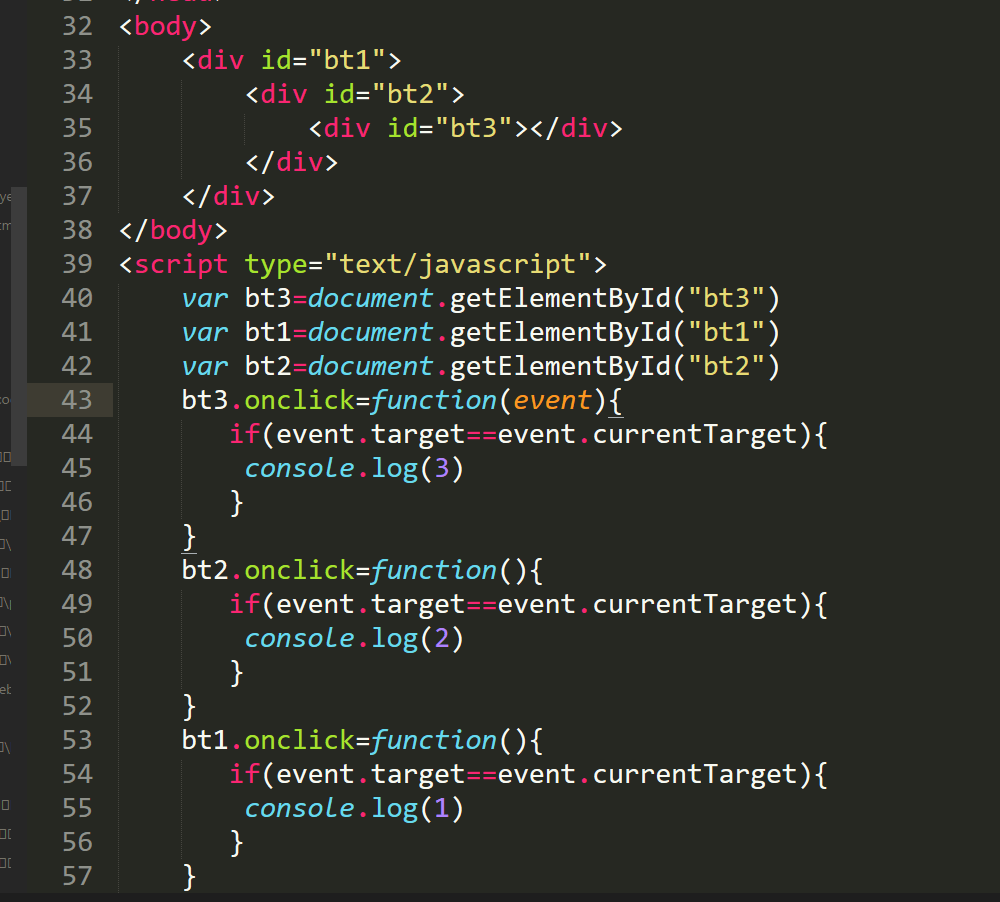 32 <body>
33     <div id="bt1">
34         <div id="bt2">
35             <div id="bt3"></div>
36         </div>
37     </div>
38 </body>
39 <script type="text/javascript">
40     var bt3=document.getElementById("bt3")
41     var bt1=document.getElementById("bt1")
42     var bt2=document.getElementById("bt2")
43     bt3.onclick=function(event){
44        if(event.target==event.currentTarget){
45         console.log(3)
46        }
47     }
48     bt2.onclick=function(){
49        if(event.target==event.currentTarget){
50         console.log(2)
51        }
52     }
53     bt1.onclick=function(){
54        if(event.target==event.currentTarget){
55         console.log(1)
56        }
57     }